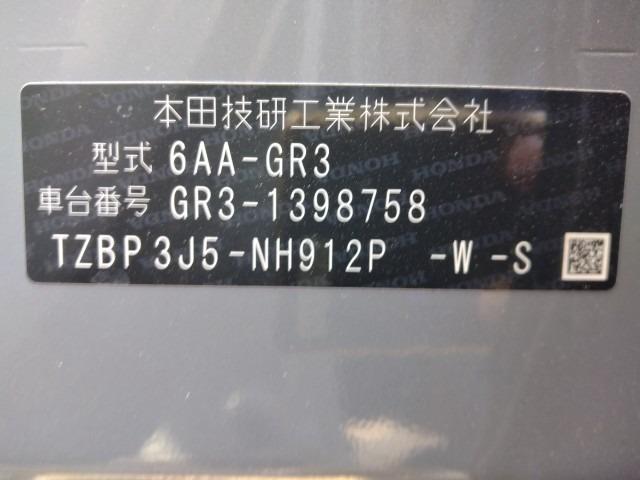 本田技研工業株式会社
型式 6AA-GR3
車台番号 GR3-1398758
TZBP3J5-NH912P -W -S